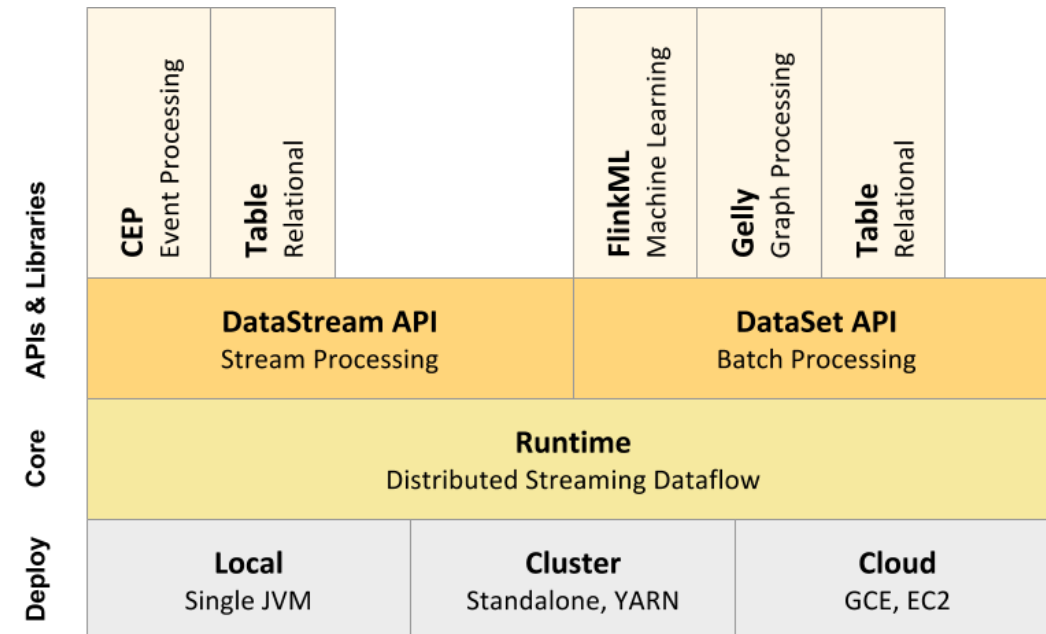 APIs & Libraries
CEP
Event Processing
Table
Relational
FlinkML
Machine Learning
Gelly
Graph Processing
Table
Relational
DataStream API
Stream Processing
DataSet API
Batch Processing
Core
Runtime
Distributed Streaming Dataflow
Deploy
Local
Single JVM
Cluster
Standalone, YARN
Cloud
GCE, EC2